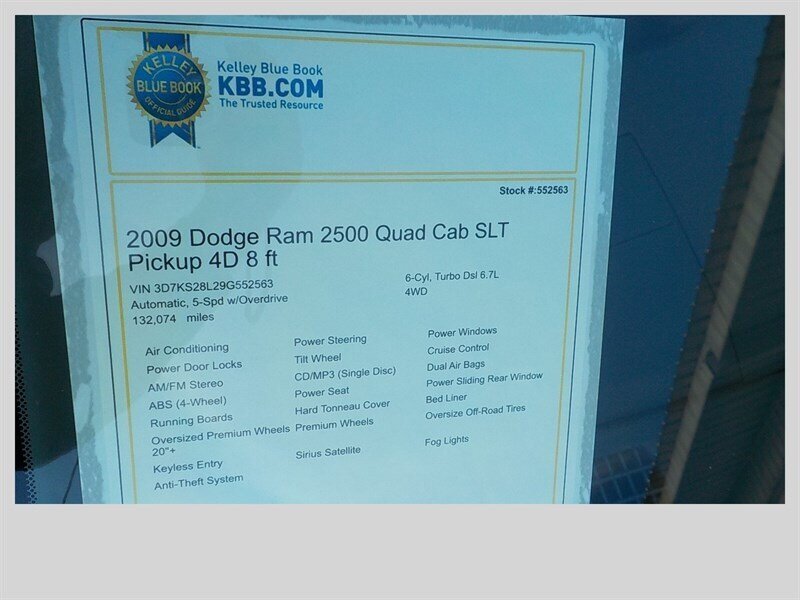 KELLEY
BLUE BOOK
OFFICIAL GUIDE
Kelley Blue Book
KBB.COM
The Trusted Resource
Stock #:552563
2009 Dodge Ram 2500 Quad Cab SLT
Pickup 4D 8 ft
VIN 3D7KS28L29G552563
Automatic, 5-Spd w/Overdrive
132,074 miles
6-Cyl, Turbo Dsl 6.7L
4WD
Air Conditioning
Power Door Locks
AM/FM Stereo
ABS (4-Wheel)
Running Boards
Oversized Premium Wheels
20"+
Keyless Entry
Anti-Theft System
Power Steering
Tilt Wheel
CD/MP3 (Single Disc)
Power Seat
Hard Tonneau Cover
Premium Wheels
Sirius Satellite
Power Windows
Cruise Control
Dual Air Bags
Power Sliding Rear Window
Bed Liner
Oversize Off-Road Tires
Fog Lights